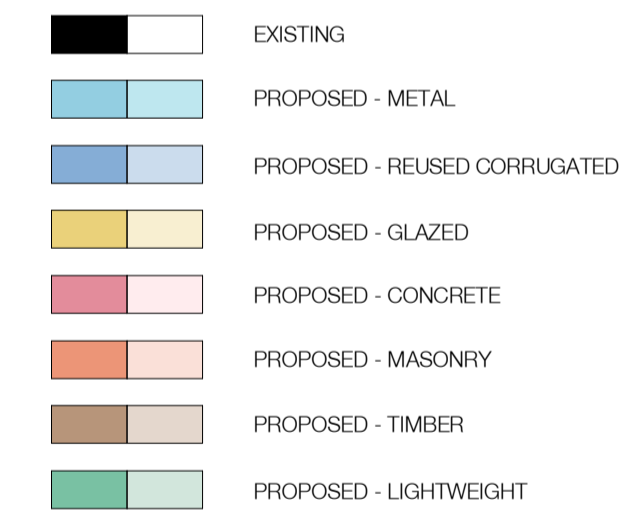 EXISTING
PROPOSED - METAL
PROPOSED - REUSED CORRUGATED
PROPOSED - GLAZED
PROPOSED - CONCRETE
PROPOSED - MASONRY
PROPOSED - TIMBER
PROPOSED - LIGHTWEIGHT